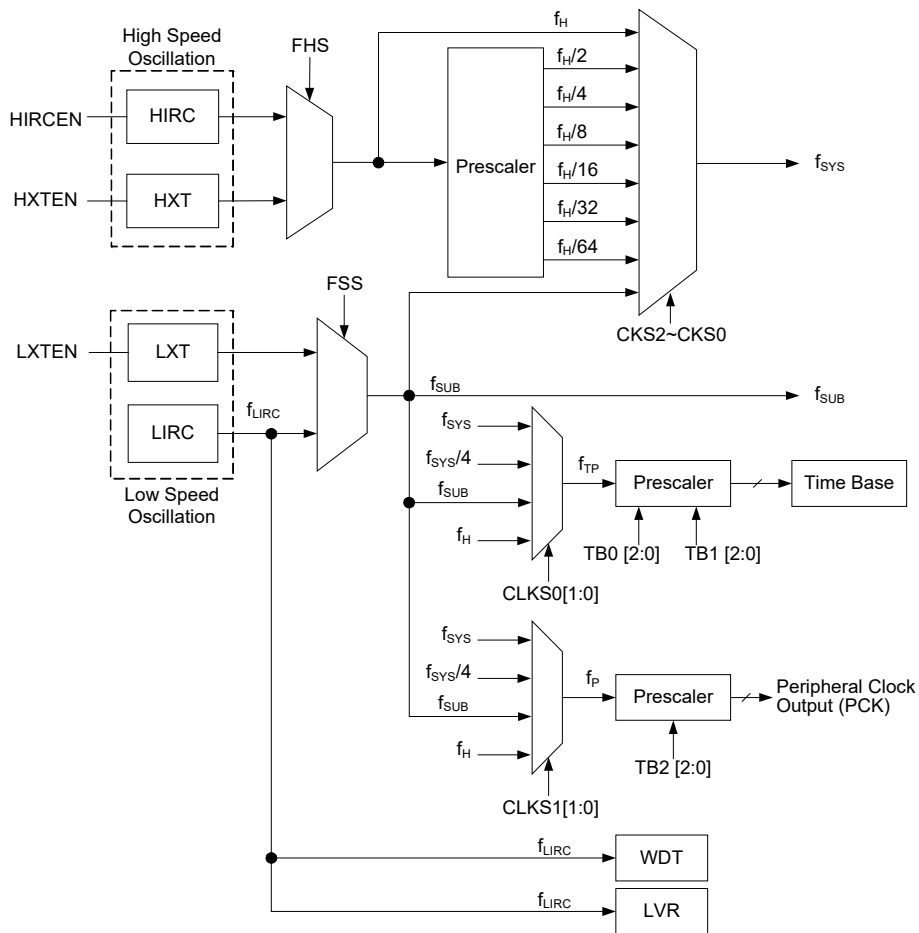 High Speed
Oscillation
FHS
HIRCEN
HIRC
HXTEN
HXT
Prescaler
fH
fH/2
fH/4
fH/8
fH/16
fH/32
fH/64
fSYS
CKS2~CKS0
FSS
LXTEN
LXT
LIRC
fLIRC
Low Speed
Oscillation
fSUB
fSUB
fSYS
fSYS/4
fSUB
fH
CLKS0[1:0]
fTP
Prescaler
TB0 [2:0]
TB1 [2:0]
Time Base
fSYS
fSYS/4
fSUB
fH
CLKS1[1:0]
fP
Prescaler
TB2 [2:0]
Peripheral Clock
Output (PCK)
fLIRC
WDT
fLIRC
LVR